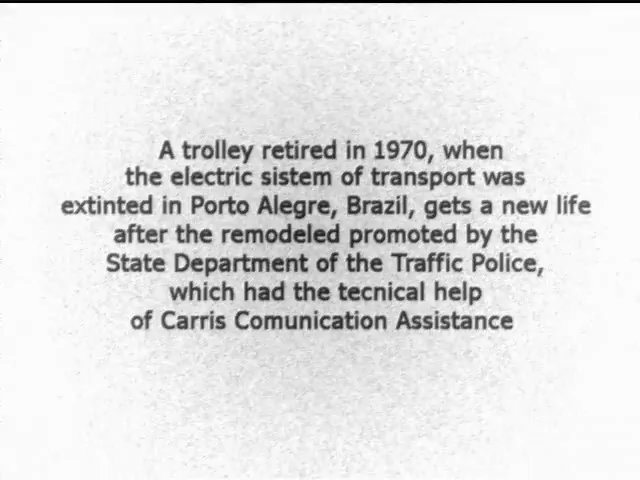 A trolley retired in 1970, when
the electric sistem of transport was
extinted in Porto Alegre, Brazil, gets a new life
after the remodeled promoted by the
State Department of the Traffic Police,
which had the tecnical help
of Carris Comunication Assistance